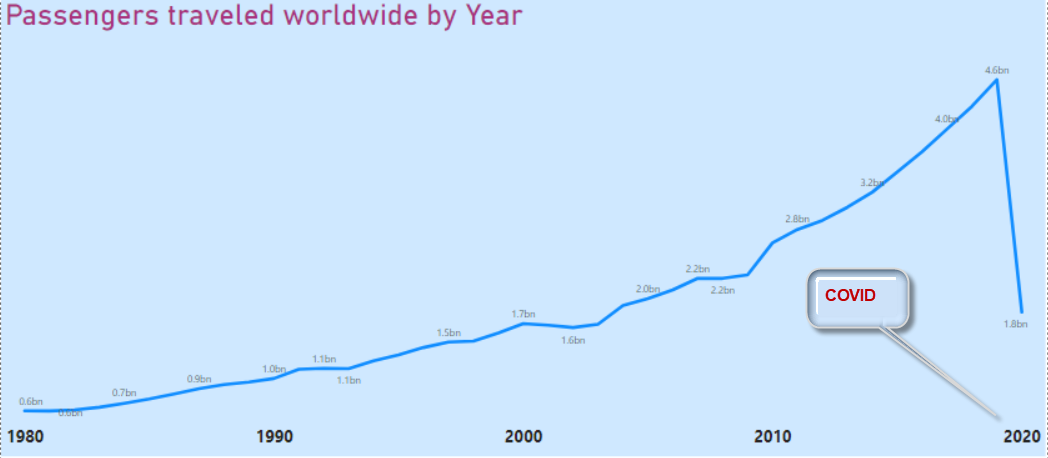 Passengers traveled worldwide by Year
4.6bn
4.0bn
3.2bn
2.8bn
2.2bn
2.2bn
2.0bn
COVID
1.7bn
1.8bn
1.5bn
1.6bn
1.1bn
1.0bn
1.1bn
0.9bn
0.7bn
0.6bn
0.6bn
1980 1990 2000 2010 2020